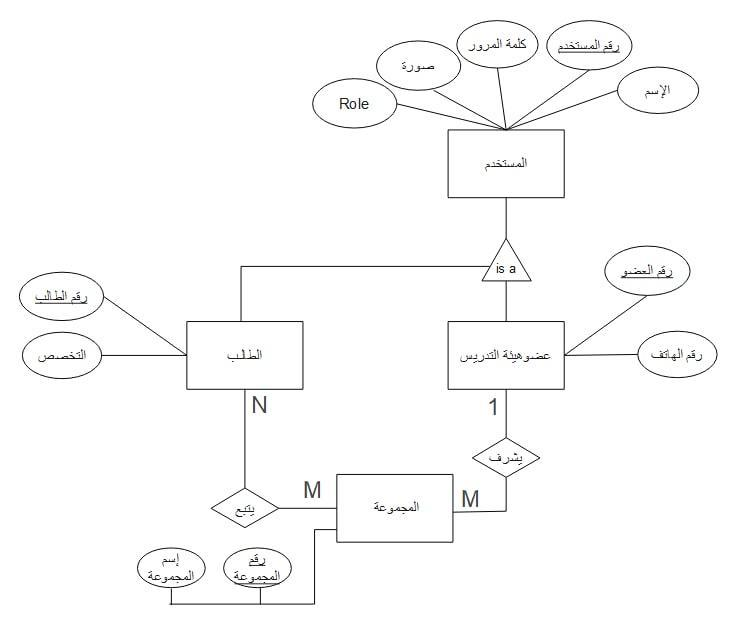 رقم المستخدم
كلمة المرور
صورة
الإسم
Role
المستخدم
is a
رقم العضو
رقم الطالب
عضوهيئة التدريس
الطالب
رقم الهاتف
التخصص
N
1
يشرف
M
M
يتبع
المجموعة
رقم
المجموعة
إسم
المجموعة